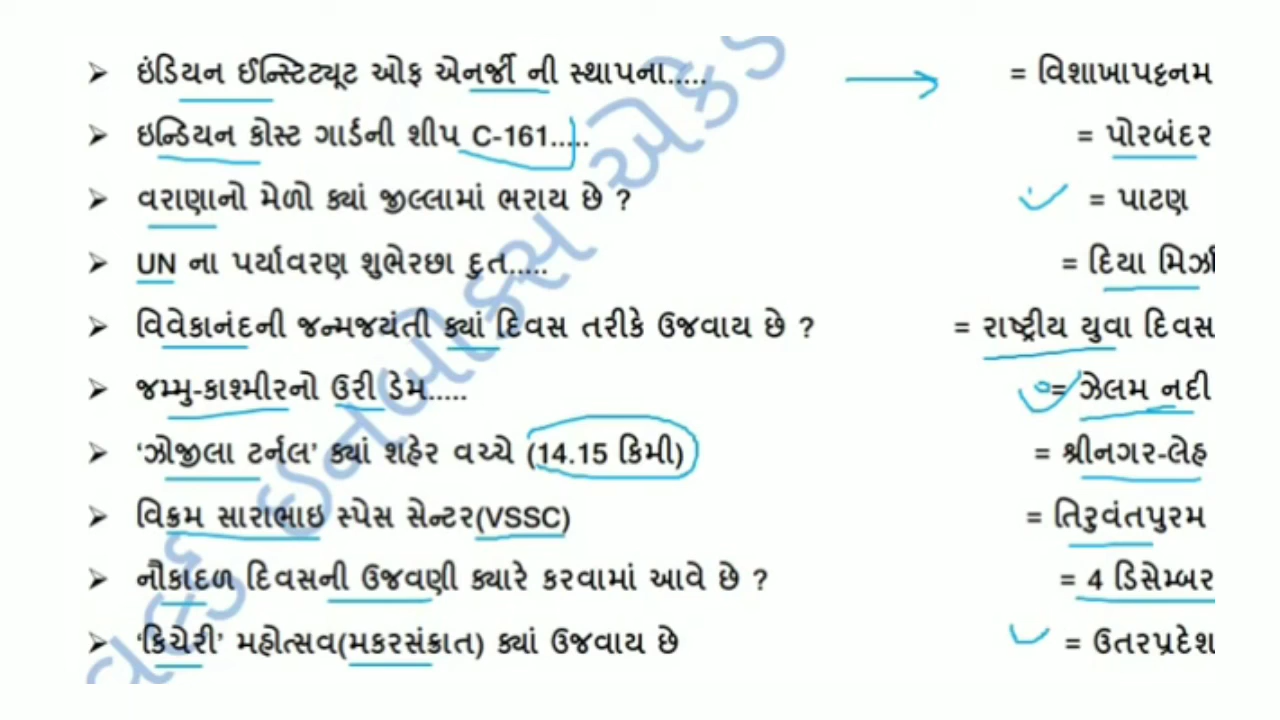 ➢ ઇંડિયન ઈન્સ્ટિટ્યૂટ ઓફ એનર્જી ની સ્થાપના..... = વિશાખાપટ્ટનમ
➢ ઇન્ડિયન કોસ્ટ ગાર્ડની શીપ C-161..... = પોરબંદર
➢ વરાણાનો મેળો ક્યાં જીલ્લામાં ભરાય છે ? = પાટણ
➢ UN ના પર્યાવરણ શુભેરછા દુત..... = દિયા મિર્ઝા
➢ વિવેકાનંદની જન્મજયંતી ક્યાં દિવસ તરીકે ઉજવાય છે ? = રાષ્ટ્રીય યુવા દિવસ
➢ જમ્મુ-કાશ્મીરનો ઉરી ડેમ..... = ઝેલમ નદી
➢ ‘ઝોજીલા ટર્નલ’ ક્યાં શહેર વચ્ચે (14.15 કિમી) = શ્રીનગર-લેહ
➢ વિક્રમ સારાભાઇ સ્પેસ સેન્ટર(VSSC) = તિરુવંતપુરમ
➢ નૌકાદળ દિવસની ઉજવણી ક્યારે કરવામાં આવે છે ? = 4 ડિસેમ્બર
➢ ‘કિચેરી’ મહોત્સવ(મકરસંક્રાત) ક્યાં ઉજવાય છે = ઉતરપ્રદેશ